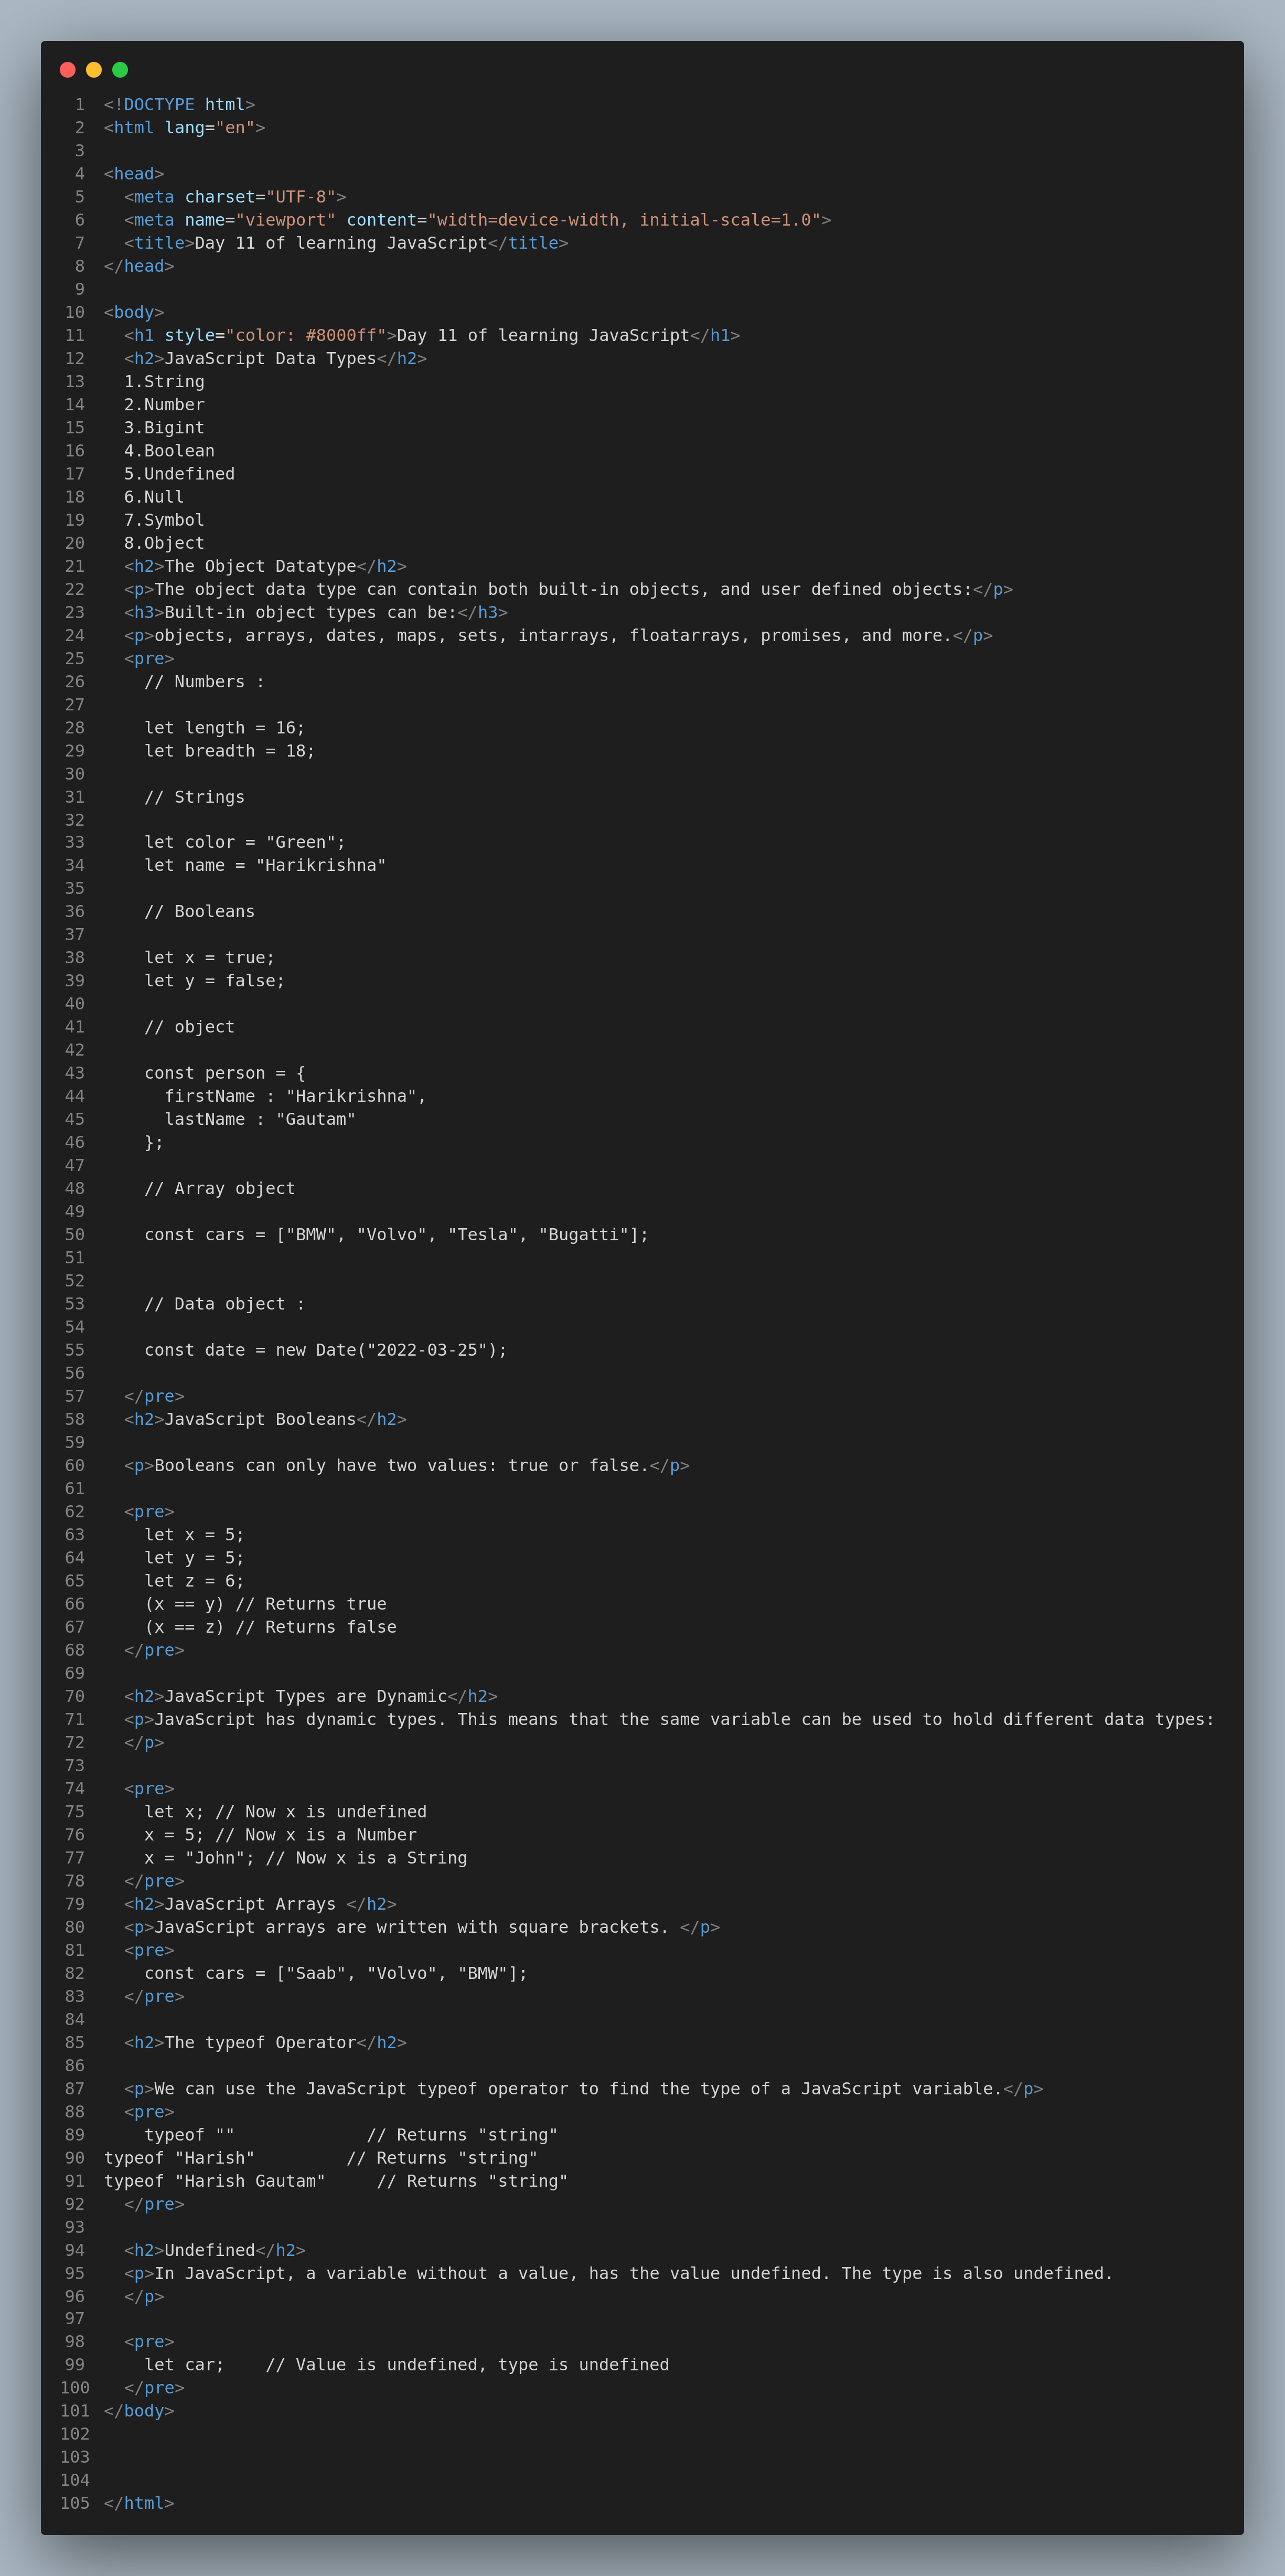 1 <!DOCTYPE html>
2 <html lang="en">
3
4 <head>
5   <meta charset="UTF-8">
6   <meta name="viewport" content="width=device-width, initial-scale=1.0">
7   <title>Day 11 of learning JavaScript</title>
8 </head>
9
10 <body>
11   <h1 style="color: #8000ff">Day 11 of learning JavaScript</h1>
12   <h2>JavaScript Data Types</h2>
13   1.String
14   2.Number
15   3.Bigint
16   4.Boolean
17   5.Undefined
18   6.Null
19   7.Symbol
20   8.Object
21   <h2>The Object Datatype</h2>
22   <p>The object data type can contain both built-in objects, and user defined objects:</p>
23   <h3>Built-in object types can be:</h3>
24   <p>objects, arrays, dates, maps, sets, intarrays, floatarrays, promises, and more.</p>
25   <pre>
26     // Numbers :
27
28     let length = 16;
29     let breadth = 18;
30
31     // Strings
32
33     let color = "Green";
34     let name = "Harikrishna"
35
36     // Booleans
37
38     let x = true;
39     let y = false;
40
41     // object
42
43     const person = {
44       firstName : "Harikrishna",
45       lastName : "Gautam"
46     };
47
48     // Array object
49
50     const cars = ["BMW", "Volvo", "Tesla", "Bugatti"];
51
52
53     // Data object :
54
55     const date = new Date("2022-03-25");
56
57   </pre>
58   <h2>JavaScript Booleans</h2>
59
60   <p>Booleans can only have two values: true or false.</p>
61
62   <pre>
63     let x = 5;
64     let y = 5;
65     let z = 6;
66     (x == y) // Returns true
67     (x == z) // Returns false
68   </pre>
69
70   <h2>JavaScript Types are Dynamic</h2>
71   <p>JavaScript has dynamic types. This means that the same variable can be used to hold different data types:
72   </p>
73
74   <pre>
75     let x; // Now x is undefined
76     x = 5; // Now x is a Number
77     x = "John"; // Now x is a String
78   </pre>
79   <h2>JavaScript Arrays </h2>
80   <p>JavaScript arrays are written with square brackets. </p>
81   <pre>
82     const cars = ["Saab", "Volvo", "BMW"];
83   </pre>
84
85   <h2>The typeof Operator</h2>
86
87   <p>We can use the JavaScript typeof operator to find the type of a JavaScript variable.</p>
88   <pre>
89     typeof ""             // Returns "string"
90 typeof "Harish"         // Returns "string"
91 typeof "Harish Gautam"     // Returns "string"
92   </pre>
93
94   <h2>Undefined</h2>
95   <p>In JavaScript, a variable without a value, has the value undefined. The type is also undefined.
96   </p>
97
98   <pre>
99     let car;    // Value is undefined, type is undefined
100   </pre>
101 </body>
102
103
104
105 </html>